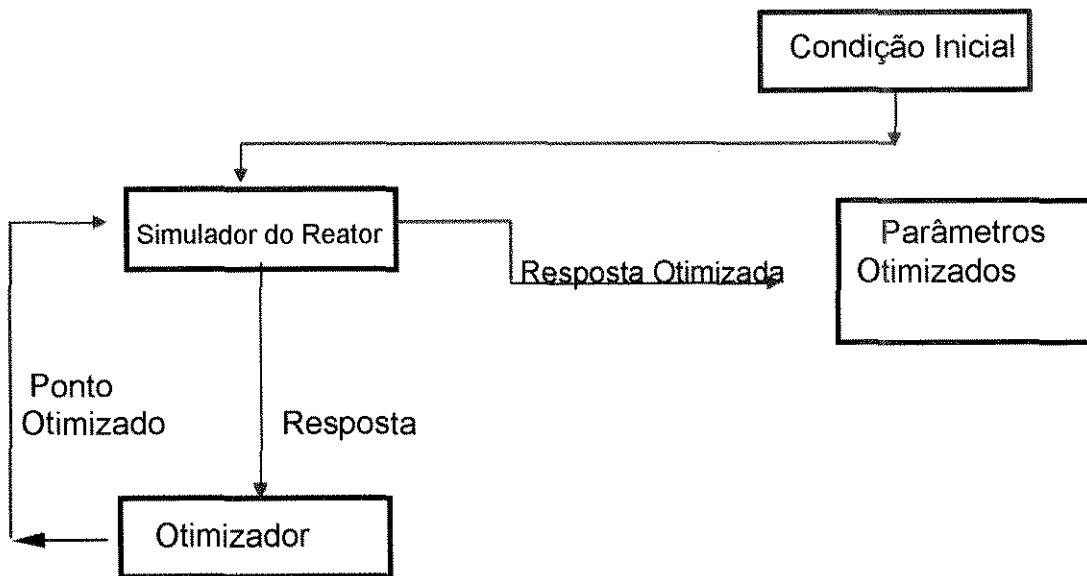 Condição Inicial
Simulador do Reator
Parâmetros
Otimizados
Resposta Otimizada
Ponto
Otimizado
Resposta
Otimizador